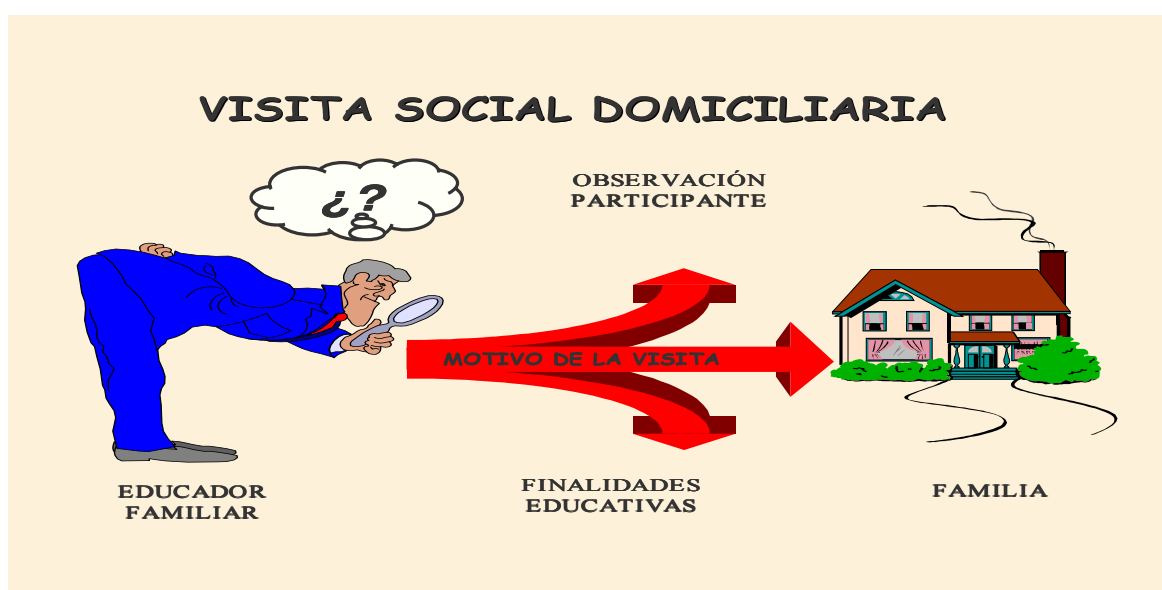 VISITA SOCIAL DOMICILIARIA
¿?
OBSERVACIÓN
PARTICIPANTE
MOTIVO DE LA VISITA
EDUCADOR
FAMILIAR
FINALIDADES
EDUCATIVAS
FAMILIA